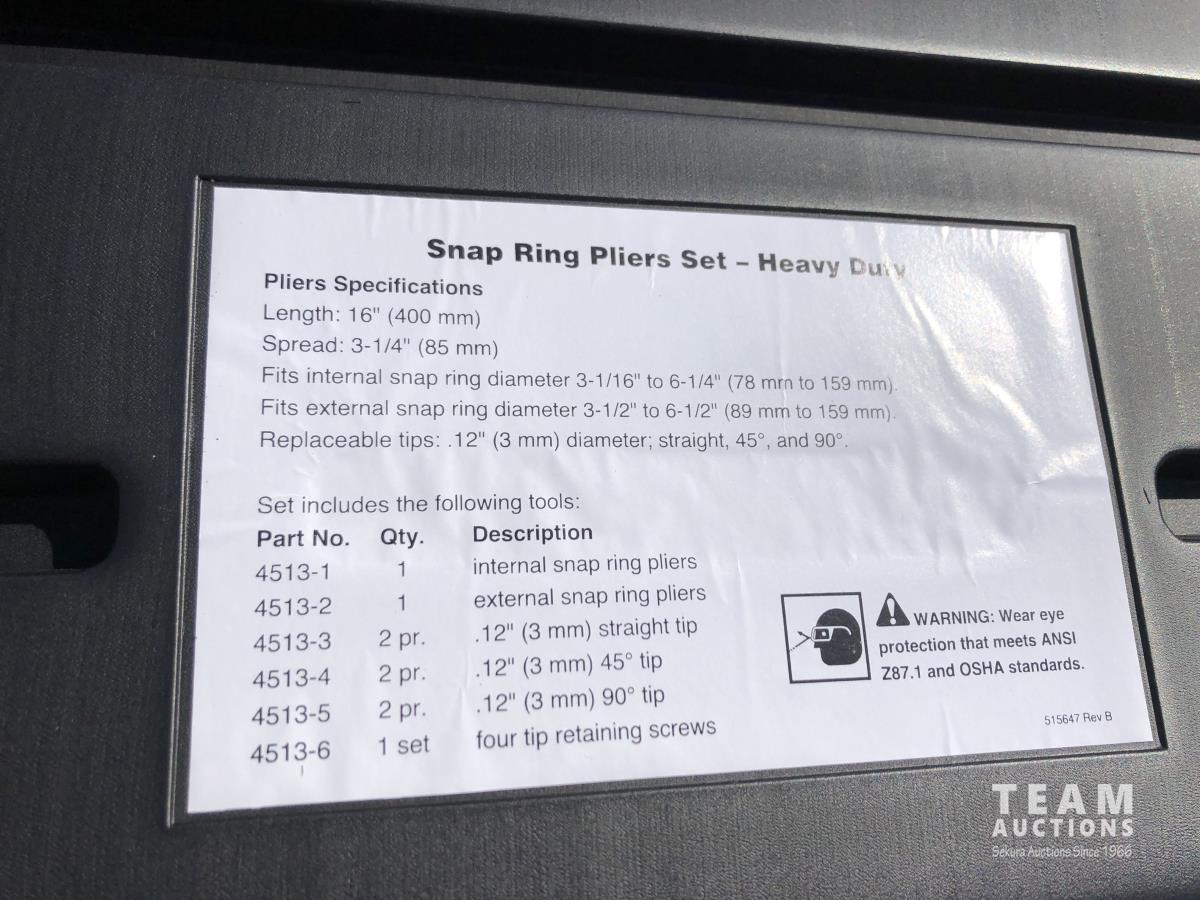 Snap Ring Pliers Set – Heavy Duty
Pliers Specifications
Length: 16" (400 mm)
Spread: 3-1/4" (85 mm)
Fits internal snap ring diameter 3-1/16" to 6-1/4" (78 mm to 159 mm).
Fits external snap ring diameter 3-1/2" to 6-1/2" (89 mm to 159 mm).
Replaceable tips: .12" (3 mm) diameter; straight, 45°, and 90°.
Set includes the following tools:
Part No. Qty. Description
4513-1 1 internal snap ring pliers
4513-2 1 external snap ring pliers
4513-3 2 pr. .12" (3 mm) straight tip
4513-4 2 pr. .12" (3 mm) 45° tip
4513-5 2 pr. .12" (3 mm) 90° tip
4513-6 1 set four tip retaining screws
WARNING: Wear eye
protection that meets ANSI
Z87.1 and OSHA standards.
515647 Rev B
TEAM
AUCTIONS
Sekura Auctions Since 1966